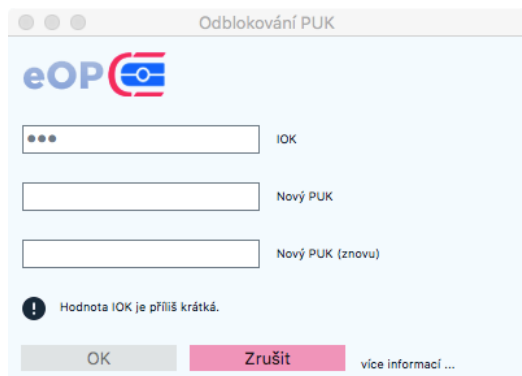 Odblokování PUK
eOP
●●● IOK
Nový PUK
Nový PUK (znovu)
! Hodnota IOK je příliš krátká.
OK Zrušit více informací ...